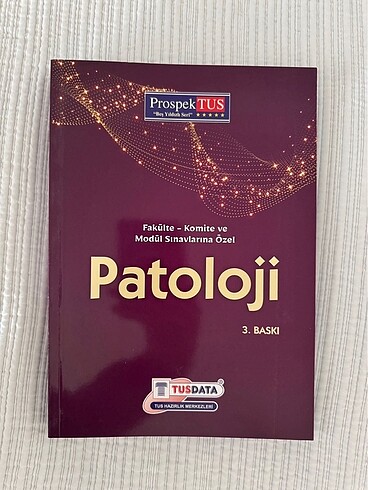 ProspekTUS
"Beş Yıldızlı Seri" ★★★★★
Fakülte - Komite ve
Modül Sınavlarına Özel
Patoloji
3. BASKI
T TUSDATA®
TUS HAZIRLIK MERKEZLERİ